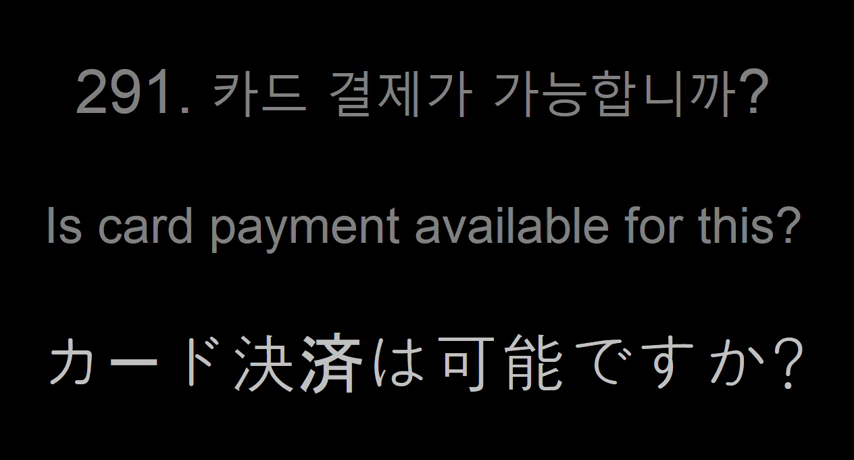 291. 카드 결제가 가능합니까?
Is card payment available for this?
カード決済は可能ですか?